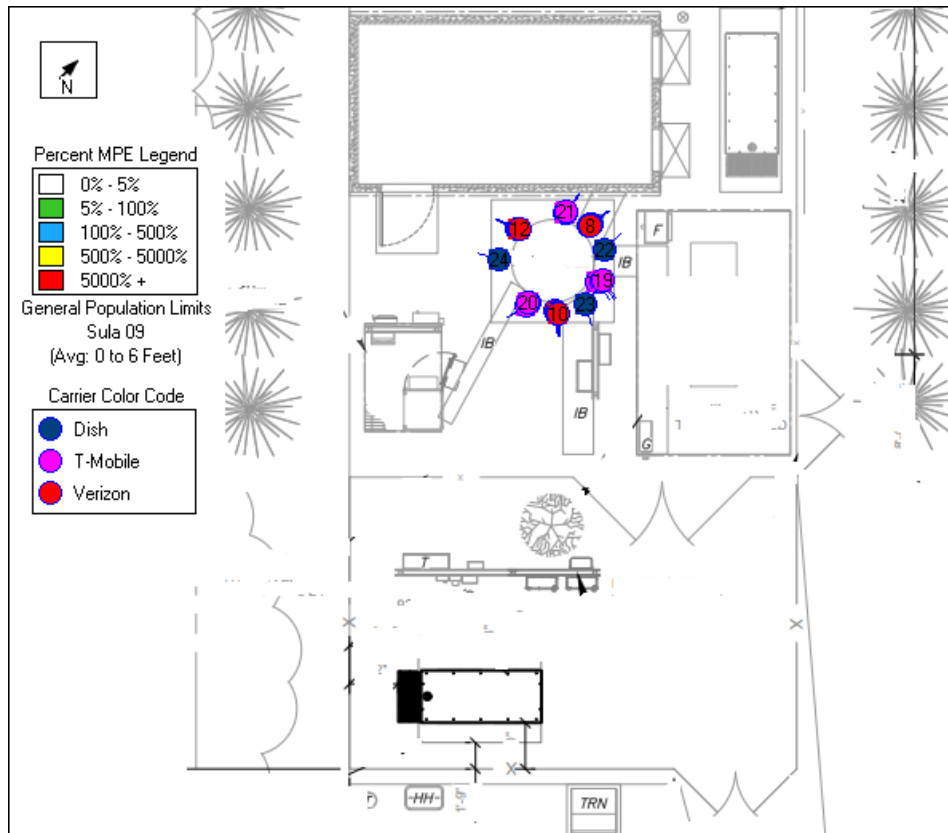 N
Percent MPE Legend
0% - 5%
5% - 100%
100% - 500%
500% - 5000%
5000% +
General Population Limits
Sula 09
(Avg: 0 to 6 Feet)
Carrier Color Code
Dish
T-Mobile
Verizon
21
12
8
22
24
19
20
10
23
F
IB
IB
IB
G
T
X
X
X
HH
1'-9"
TRN